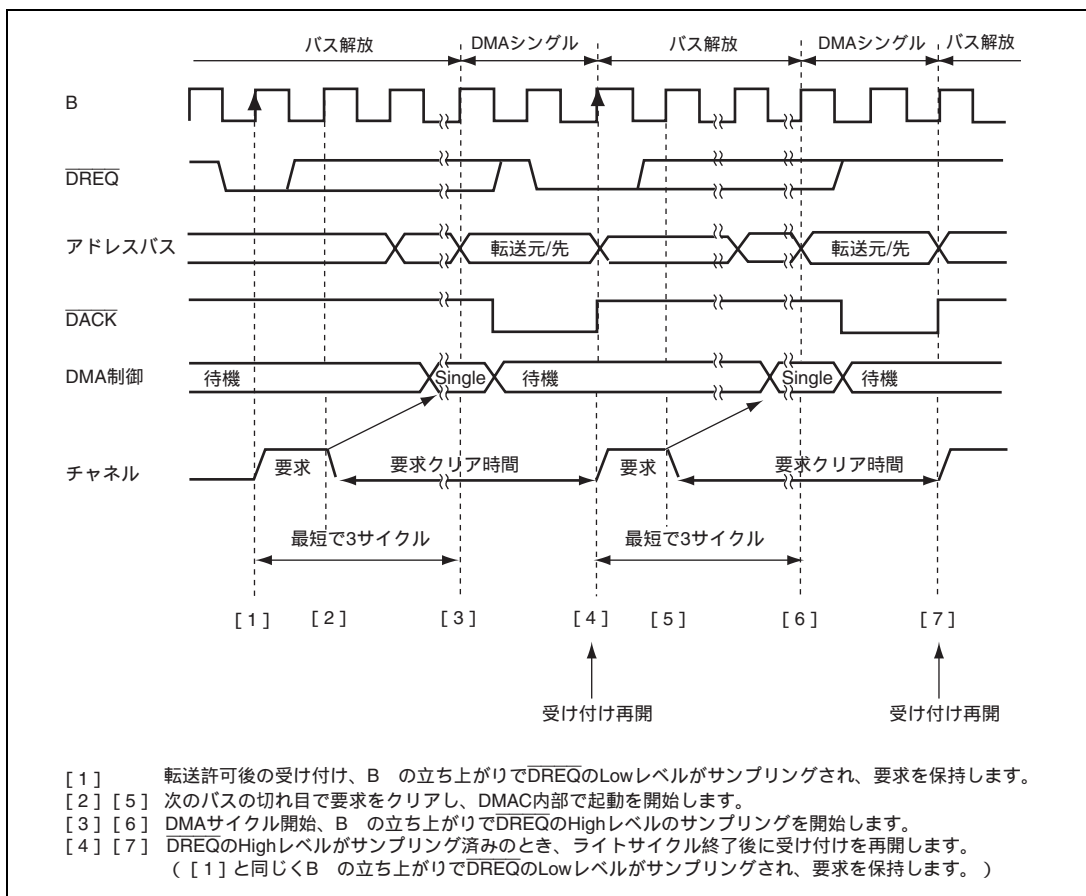 バス解放 DMAシングル バス解放 DMAシングル バス解放
B
DREQ
アドレスバス 転送元/先 転送元/先
DACK
DMA制御 待機 Single 待機 Single 待機
チャネル 要求 要求クリア時間 要求 要求クリア時間
最短で3サイクル 最短で3サイクル
[1] [2] [3] [4] [5] [6] [7]
受け付け再開 受け付け再開
[1] 転送許可後の受け付け、B の立ち上がりでDREQのLowレベルがサンプリングされ、要求を保持します。
[2][5] 次のバスの切れ目で要求をクリアし、DMAC内部で起動を開始します。
[3][6] DMAサイクル開始、B の立ち上がりでDREQのHighレベルのサンプリングを開始します。
[4][7] DREQのHighレベルがサンプリング済みのとき、ライトサイクル終了後に受け付けを再開します。
([1]と同じくB の立ち上がりでDREQのLowレベルがサンプリングされ、要求を保持します。)